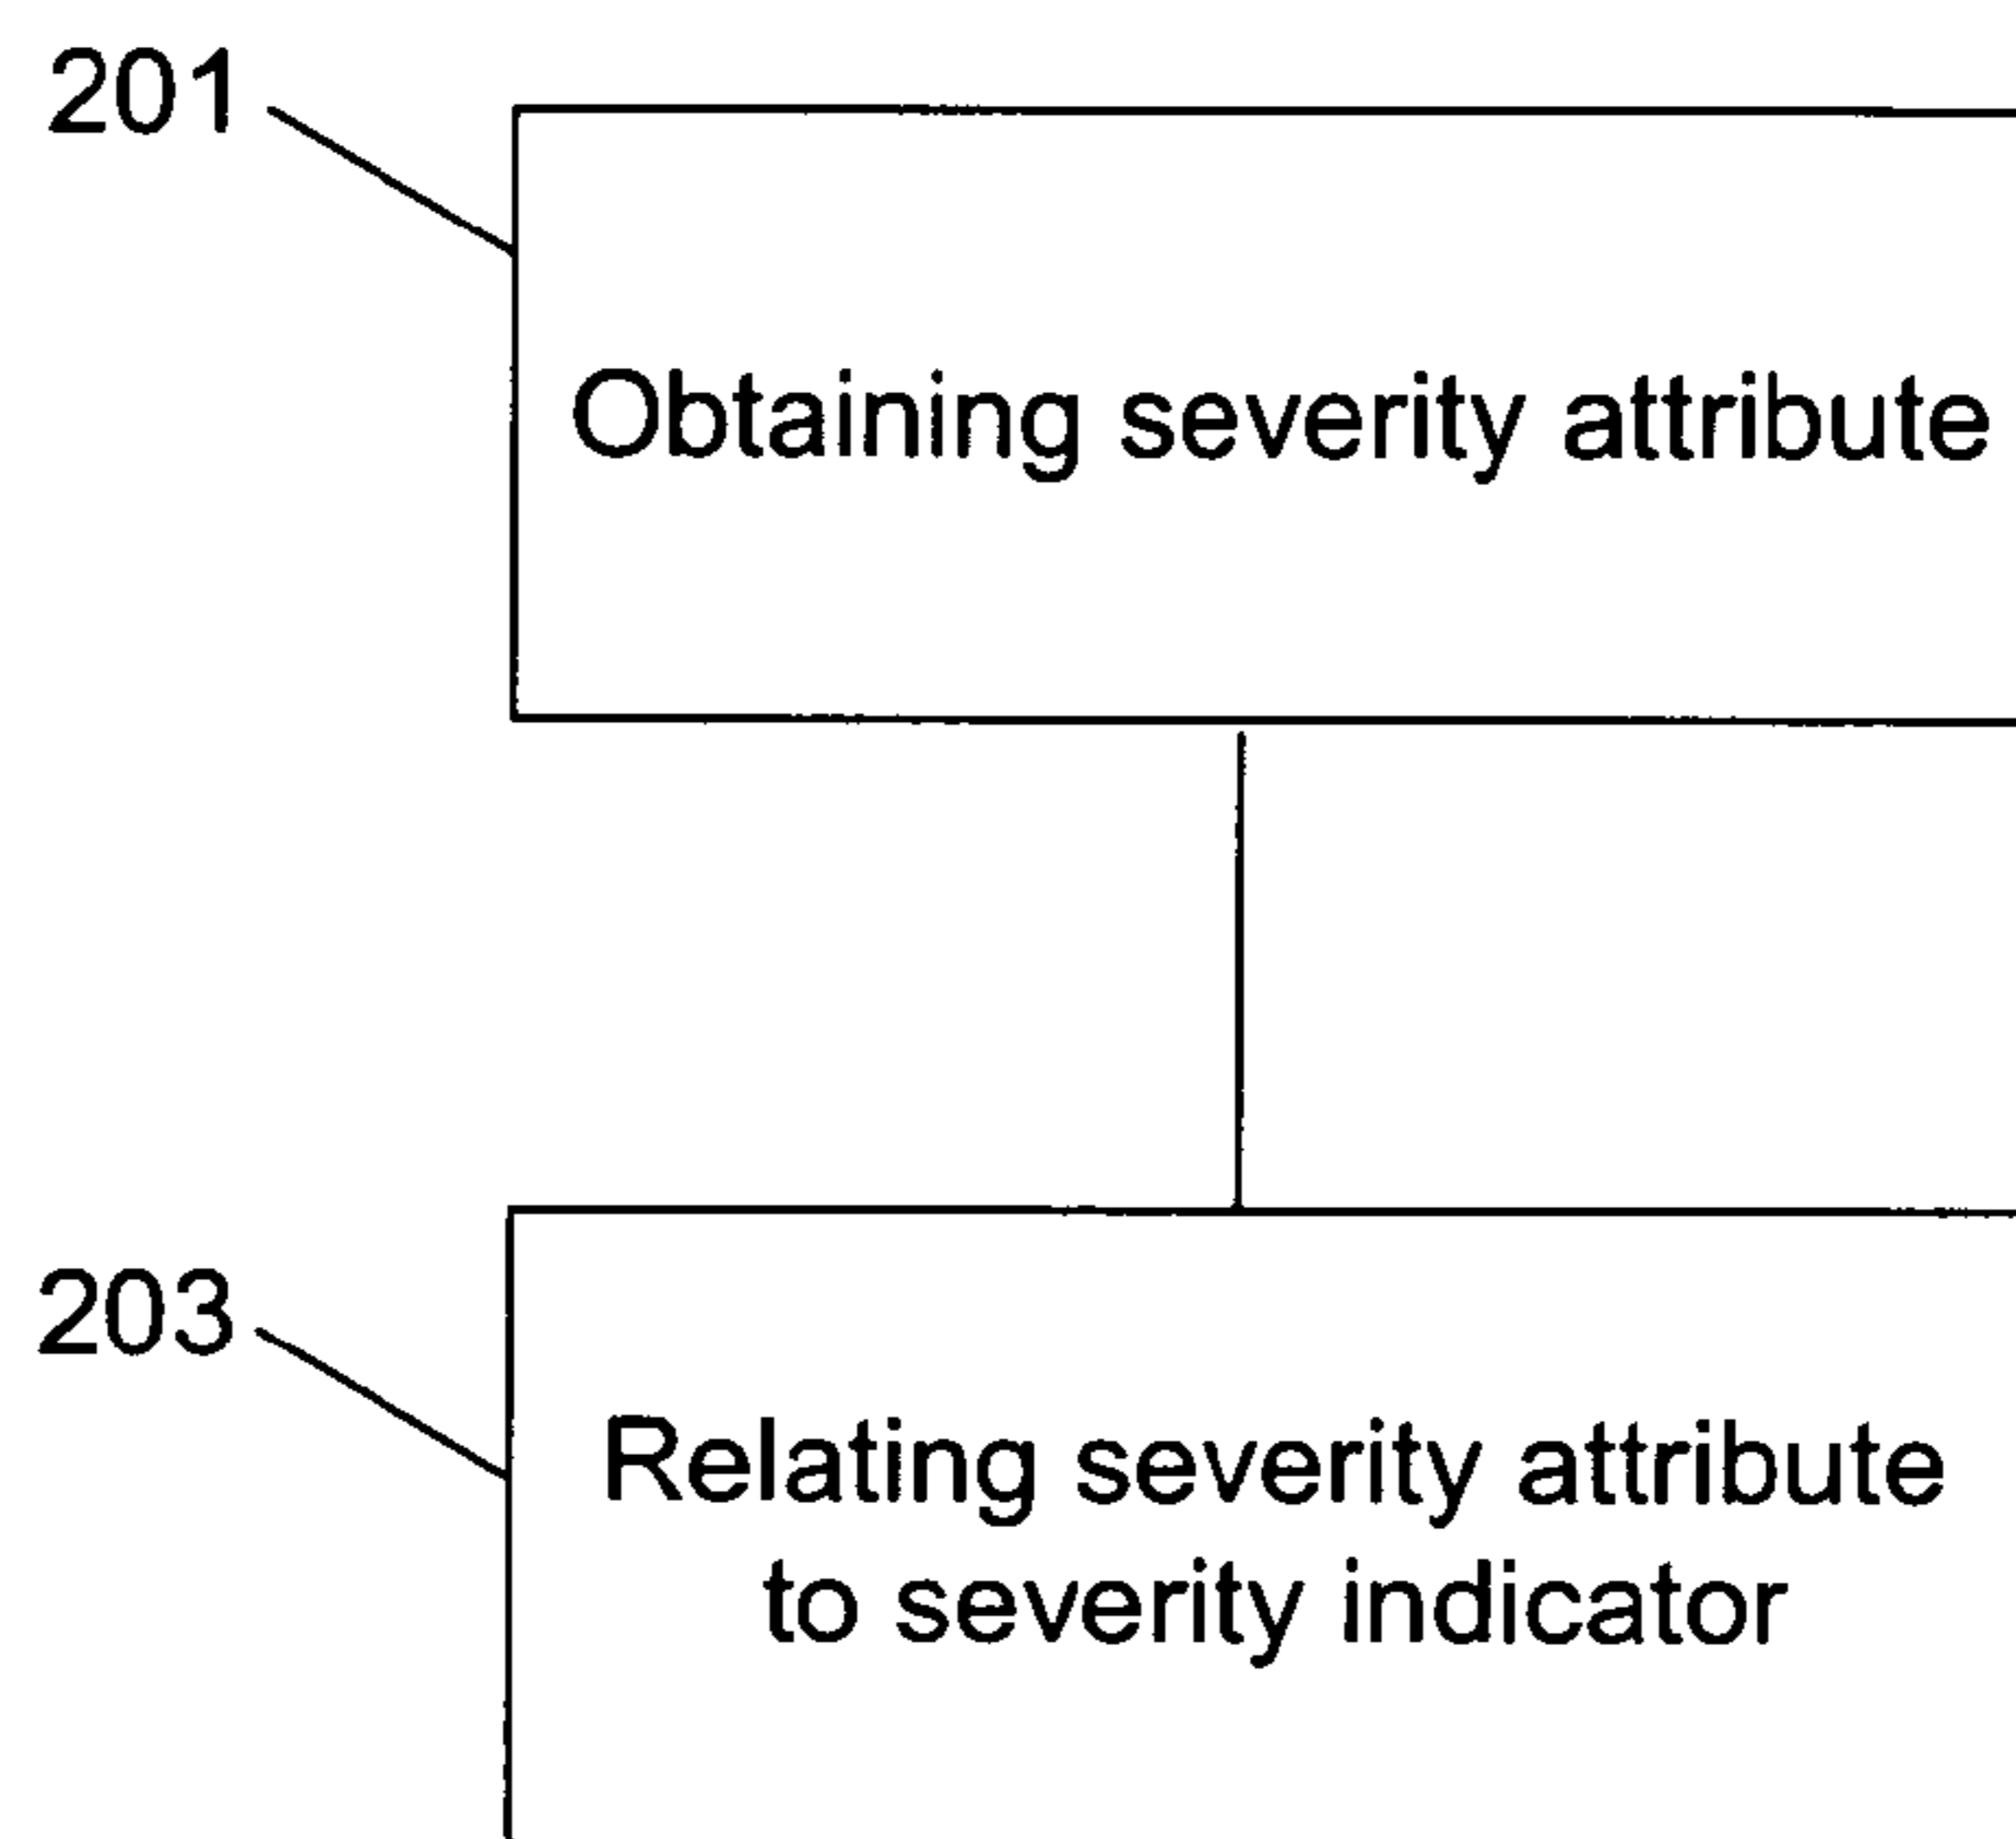 201
Obtaining severity attribute
203
Relating severity attribute
to severity indicator